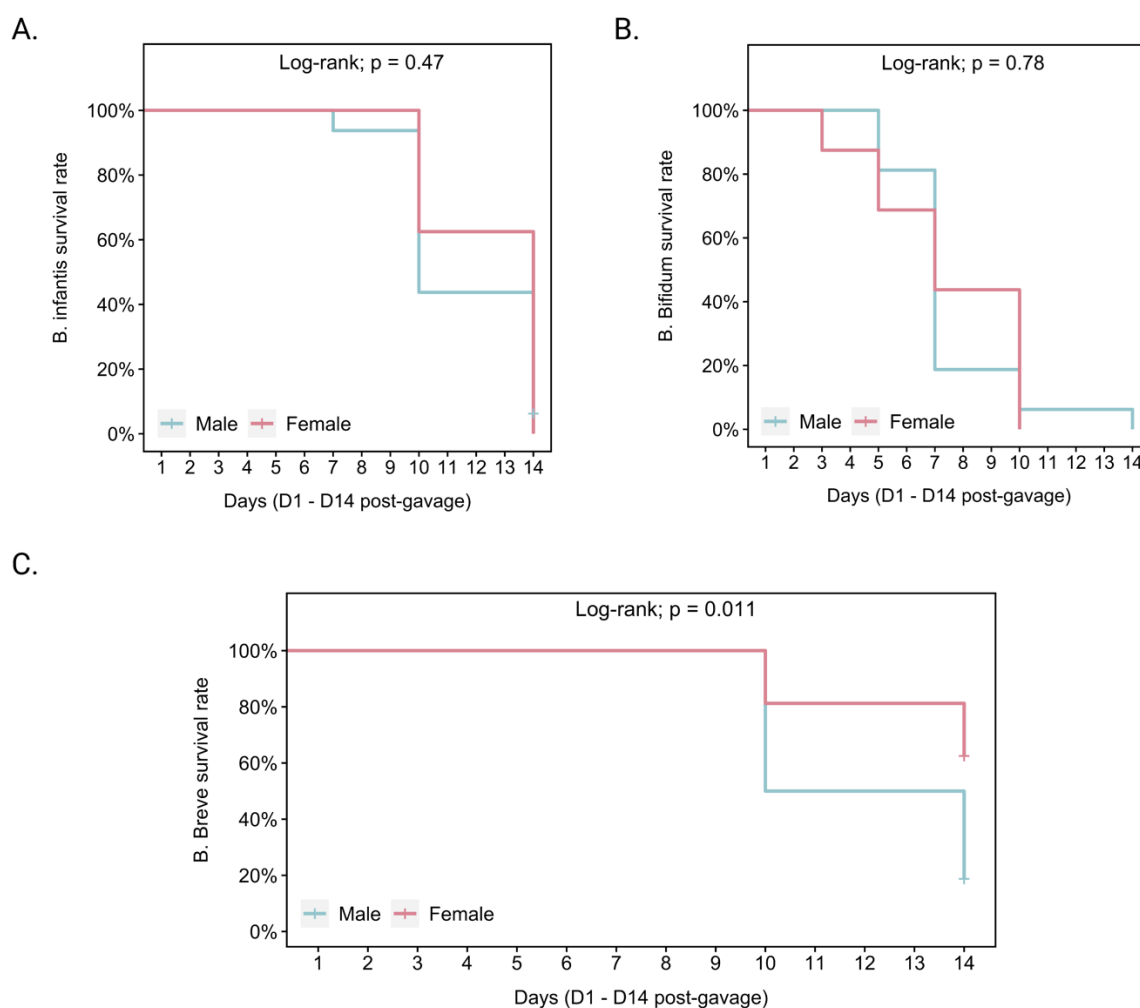 A.
Log-rank; p = 0.47
B. infantis survival rate
100%
80%
60%
40%
20%
0%
Male Female
1 2 3 4 5 6 7 8 9 10 11 12 13 14
Days (D1 - D14 post-gavage)
B.
Log-rank; p = 0.78
B. Bifidum survival rate
100%
80%
60%
40%
20%
0%
Male Female
1 2 3 4 5 6 7 8 9 10 11 12 13 14
Days (D1 - D14 post-gavage)
C.
Log-rank; p = 0.011
B. Breve survival rate
100%
80%
60%
40%
20%
0%
Male Female
1 2 3 4 5 6 7 8 9 10 11 12 13 14
Days (D1 - D14 post-gavage)